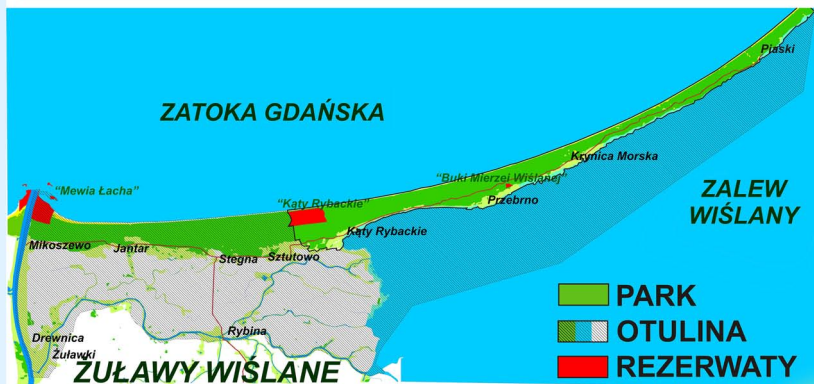 Piaski
ZATOKA GDAŃSKA
Krynica Morska
"Buki Mierzei Wiślanej"
"Mewia Łacha"
ZALEW
WIŚLANY
"Kąty Rybackie"
Przebrno
Kąty Rybackie
Mikoszewo
Jantar
Stegna
Sztutowo
PARK
OTULINA
REZERWATY
Rybina
Drewnica
Żuławki
ŻUŁAWY WIŚLANE